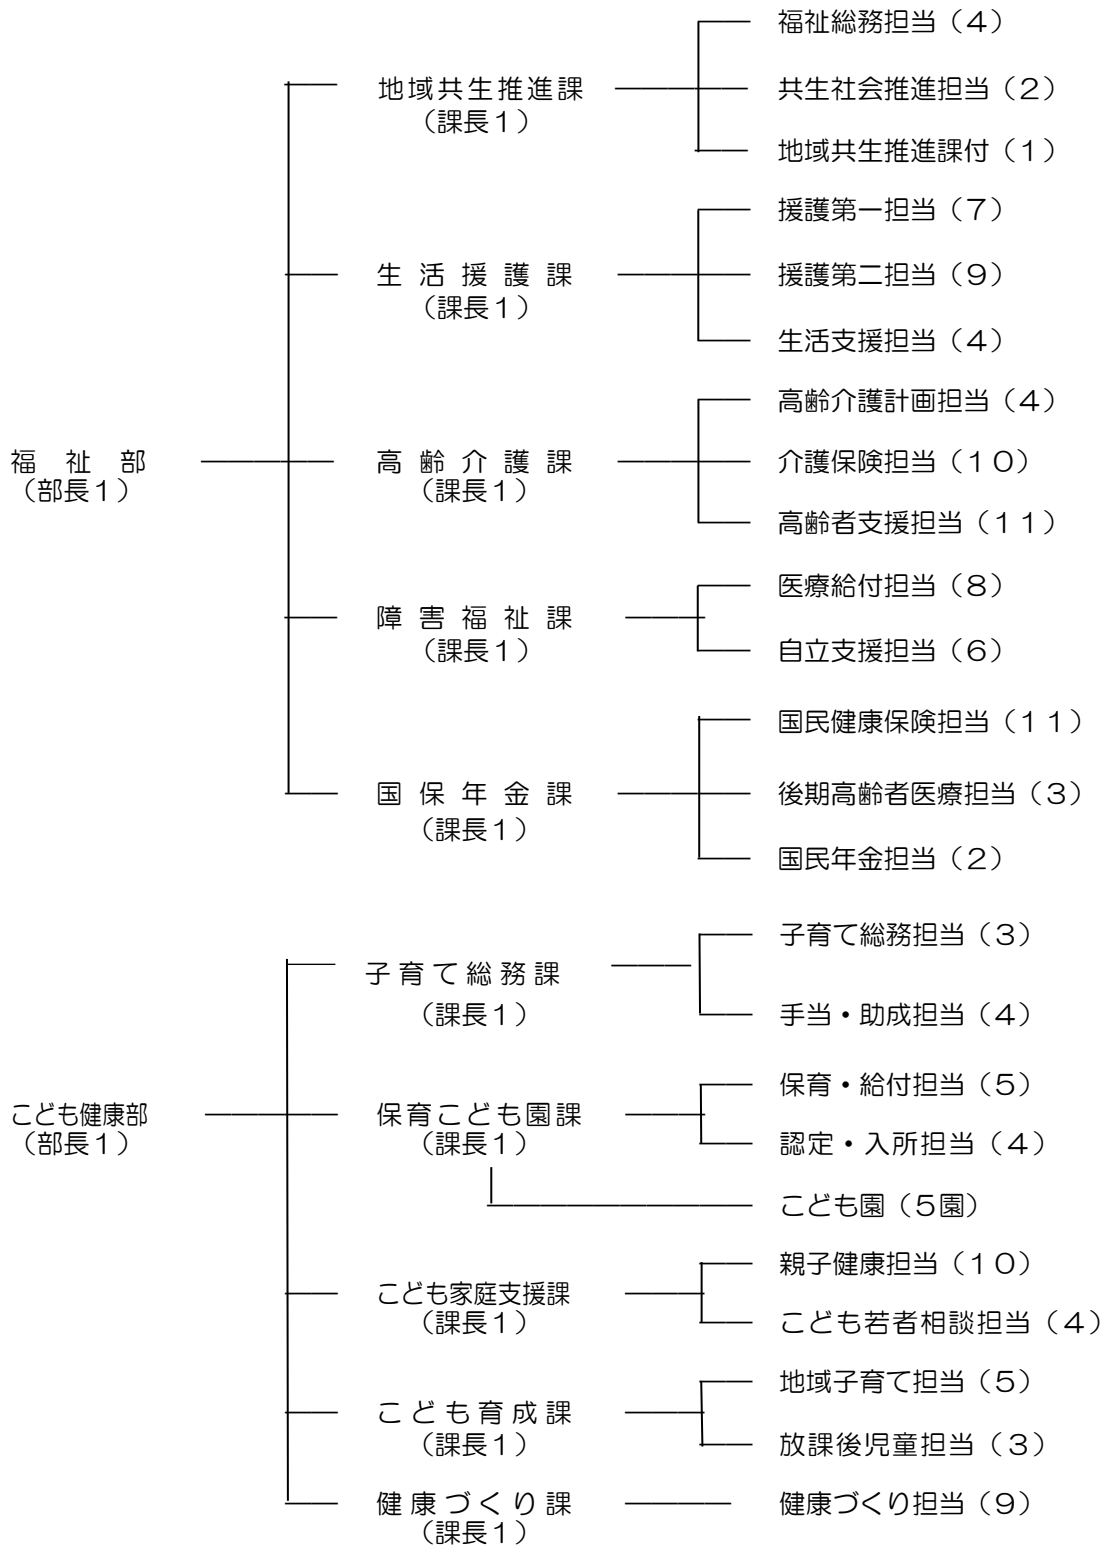 福祉総務担当（４）
地域共生推進課
（課長１）
共生社会推進担当（２）
地域共生推進課付（１）
援護第一担当（７）
生活援護課
（課長１）
援護第二担当（９）
生活支援担当（４）
高齢介護計画担当（４）
福祉部
（部長１）
高齢介護課
（課長１）
介護保険担当（１０）
高齢者支援担当（１１）
医療給付担当（８）
障害福祉課
（課長１）
自立支援担当（６）
国民健康保険担当（１１）
国保年金課
（課長１）
後期高齢者医療担当（３）
国民年金担当（２）
子育て総務担当（３）
子育て総務課
（課長１）
手当・助成担当（４）
こども健康部
（部長１）
保育こども園課
（課長１）
保育・給付担当（５）
認定・入所担当（４）
こども園（５園）
親子健康担当（１０）
こども家庭支援課
（課長１）
こども若者相談担当（４）
地域子育て担当（５）
こども育成課
（課長１）
放課後児童担当（３）
健康づくり課
（課長１）
健康づくり担当（９）